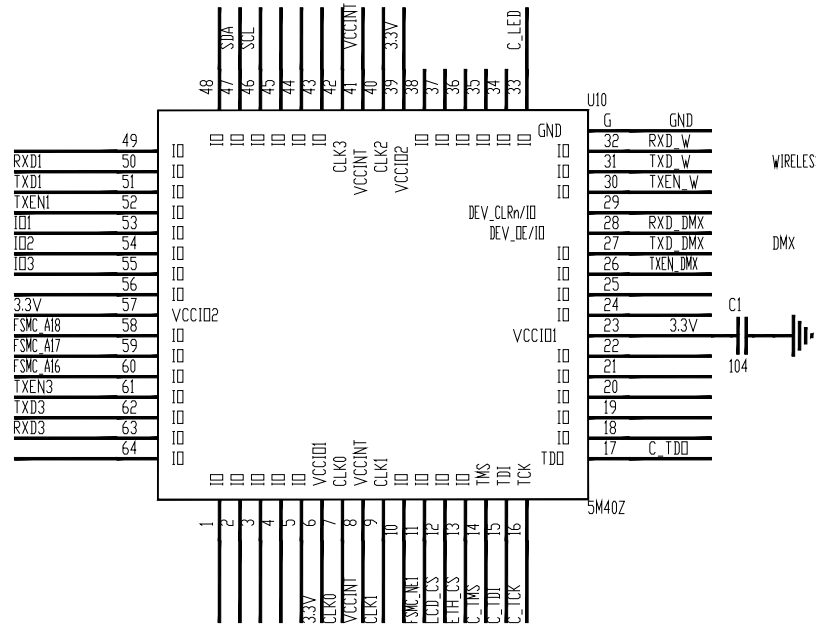 SDA
SCL
VCCINT
3.3V
C_LED
48
47
46
45
44
43
42
41
40
39
38
37
36
35
34
33
U10
G GND
IO IO IO IO IO IO CLK3 VCCINT CLK2 VCCIO2 IO IO IO IO IO IO GND
49 IO
IO 32 RXD_W
RXD1 50 IO
IO 31 TXD_W WIRELES
TXD1 51 IO
IO 30 TXEN_W
TXEN1 52 IO
DEV_CLRn/IO 29
IO1 53 IO
DEV_OE/IO 28 RXD_DMX
IO2 54 IO
IO 27 TXD_DMX DMX
IO3 55 IO
IO 26 TXEN_DMX
56 IO
IO 25
3.3V 57 VCCIO2
IO 24
C1
FSMC_A18 58 IO
VCCIO1 23 3.3V
FSMC_A17 59 IO
IO 22
104
FSMC_A16 60 IO
IO 21
TXEN3 61 IO
IO 20
TXD3 62 IO
IO 19
RXD3 63 IO
IO 18
64 IO
TDO 17 C_TDO
IO IO IO IO IO VCCIO1 CLK0 VCCINT CLK1 IO IO IO IO TMS TDI TCK
5M40Z
1
2
3
4
5
6
7
8
9
10
11
12
13
14
15
16
3.3V
CLK0
VCCINT
CLK1
FSMC_NE1
LCD_CS
ETH_CS
C_TMS
C_TDI
C_TCK